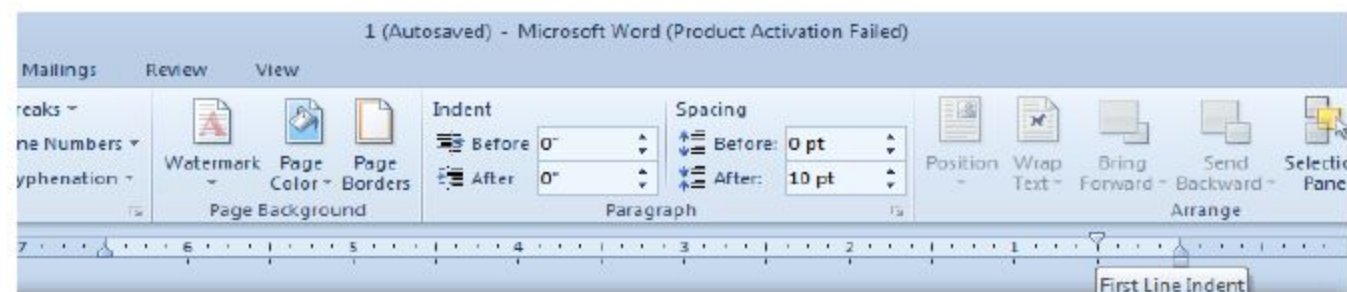 1 (Autosaved) - Microsoft Word (Product Activation Failed)
Mailings Review View
reaks Indent Spacing
ne Numbers Before 0" Before: 0 pt
Watermark Page Color Page Borders Position Wrap Text Bring Forward Send Backward Selectio Pane
yphenation After 0" After: 10 pt
Page Background Paragraph Arrange
7 6 5 4 3 2 1
First Line Indent